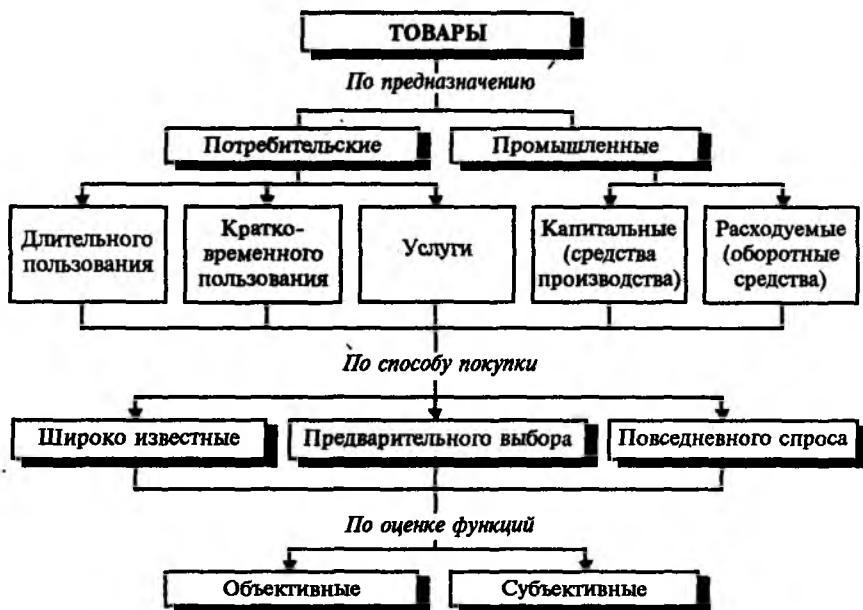 ТОВАРЫ
По предназначению
Потребительские
Промышленные
Длительного
пользования
Кратко-
временного
пользования
Услуги
Капитальные
(средства
производства)
Расходуемые
(оборотные
средства)
По способу покупки
Широко известные
Предварительного выбора
Повседневного спроса
По оценке функций
Объективные
Субъективные